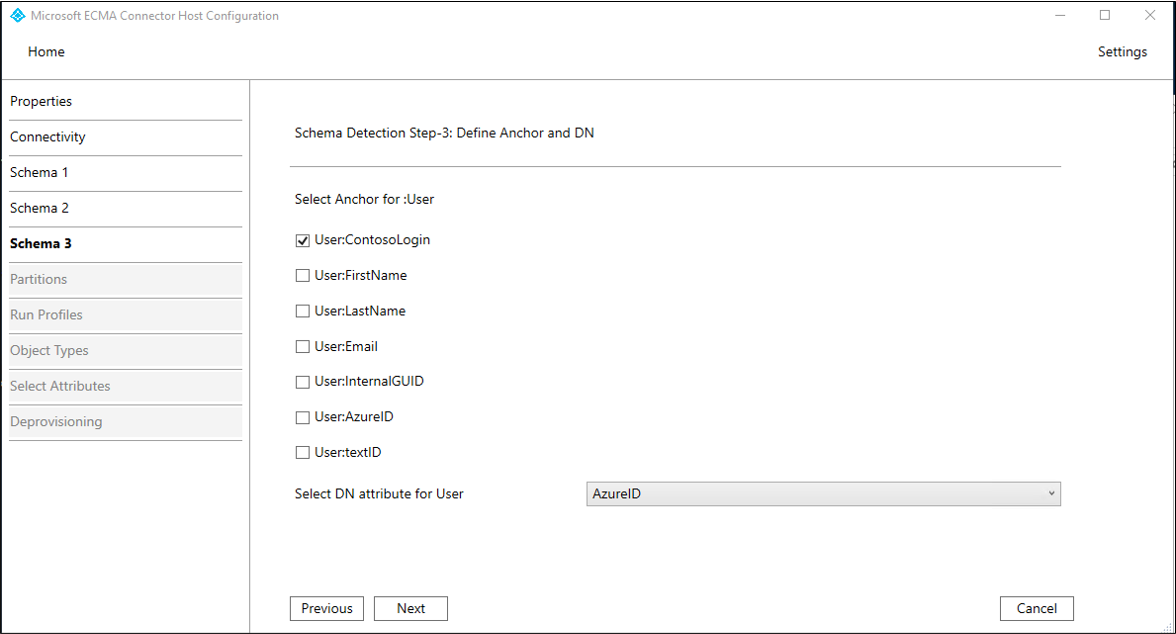 Microsoft ECMA Connector Host Configuration
Home
Settings
Properties
Connectivity
Schema 1
Schema 2
Schema 3
Partitions
Run Profiles
Object Types
Select Attributes
Deprovisioning
Schema Detection Step-3: Define Anchor and DN
Select Anchor for :User
User:ContosoLogin
User:FirstName
User:LastName
User:Email
User:InternalGUID
User:AzureID
User:textID
Select DN attribute for User
AzureID
Previous
Next
Cancel